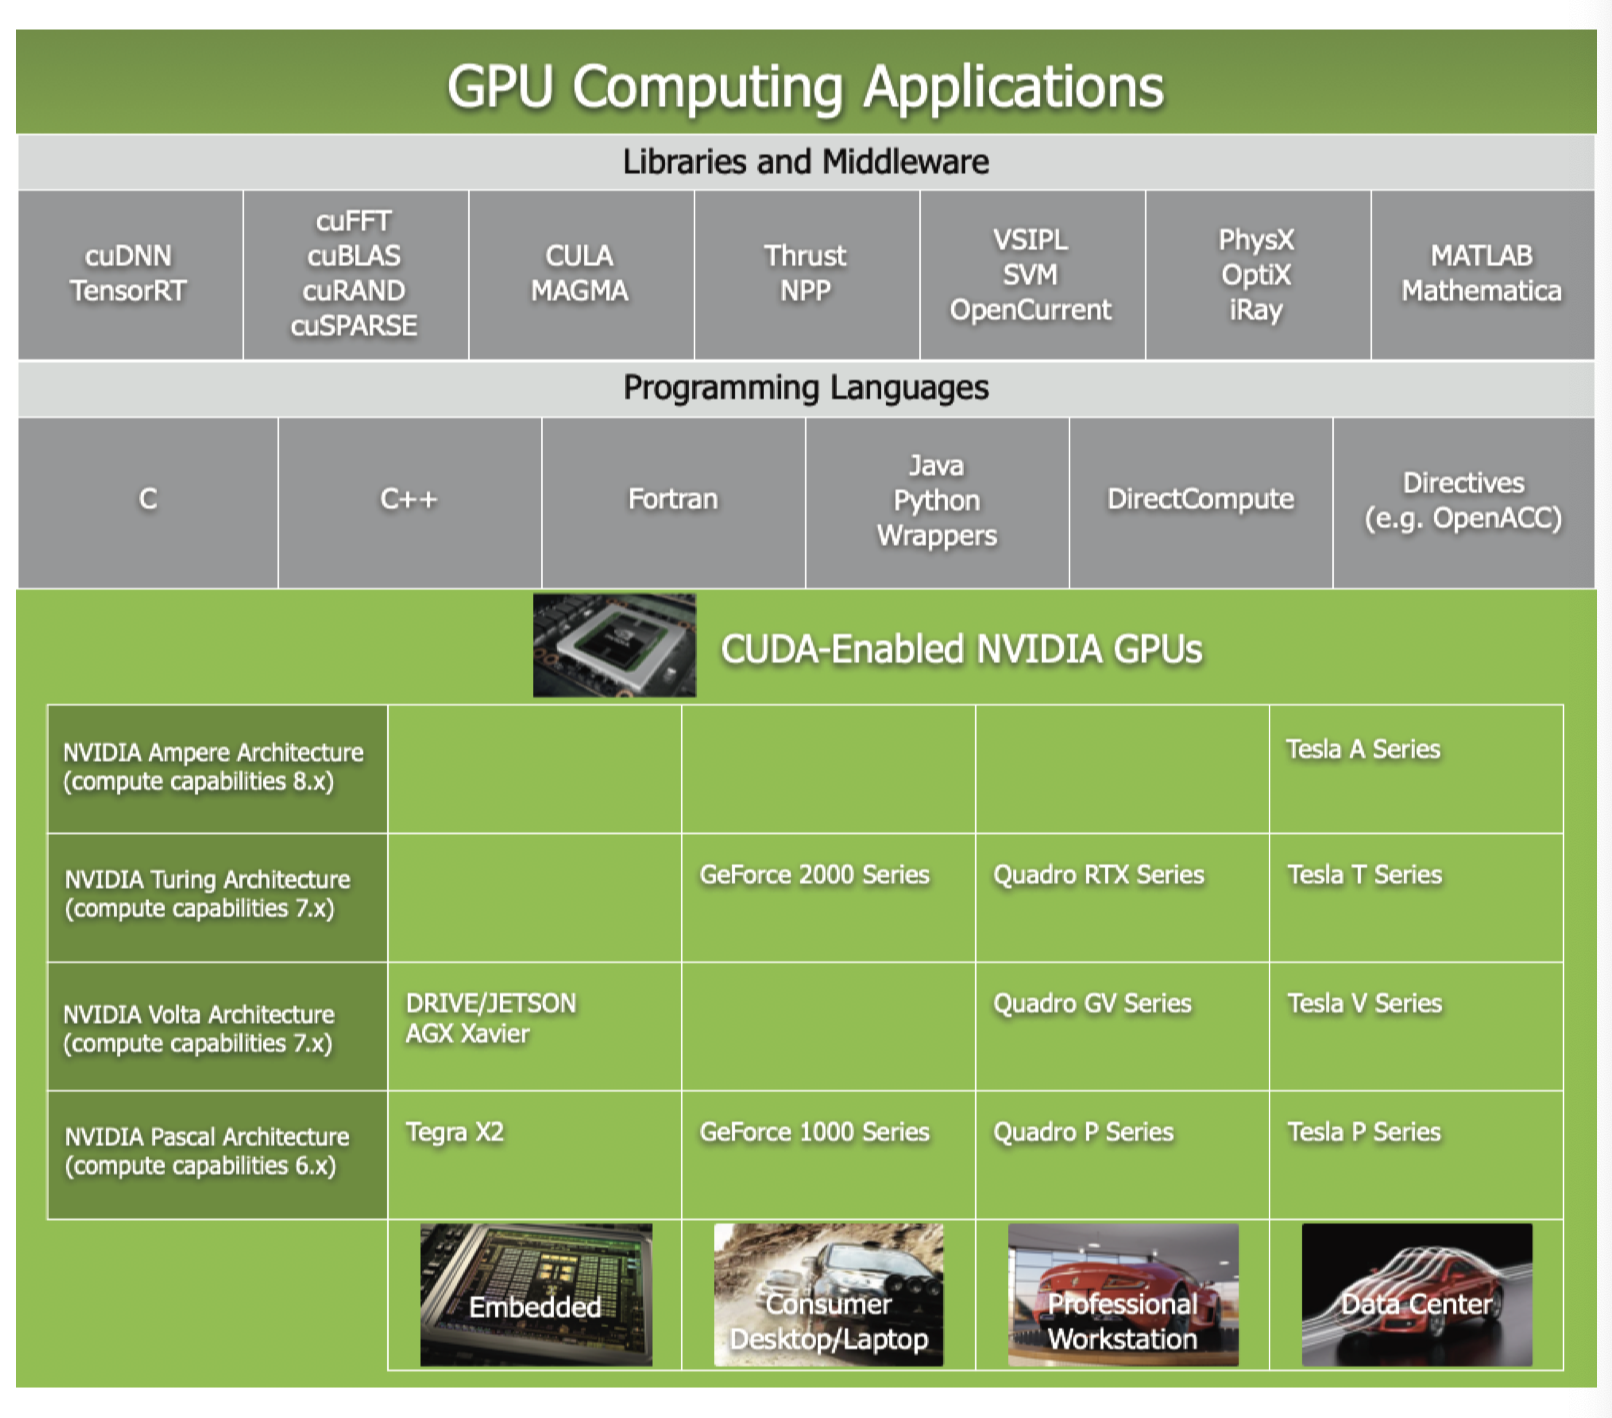 GPU Computing Applications
Libraries and Middleware
cuDNN
TensorRT
cuFFT
cuBLAS
cuRAND
cuSPARSE
CULA
MAGMA
Thrust
NPP
VSIPL
SVM
OpenCurrent
PhysX
OptiX
iRay
MATLAB
Mathematica
Programming Languages
C
C++
Fortran
Java
Python
Wrappers
DirectCompute
Directives
(e.g. OpenACC)
CUDA-Enabled NVIDIA GPUs
NVIDIA Ampere Architecture
(compute capabilities 8.x)
Tesla A Series
NVIDIA Turing Architecture
(compute capabilities 7.x)
GeForce 2000 Series
Quadro RTX Series
Tesla T Series
NVIDIA Volta Architecture
(compute capabilities 7.x)
DRIVE/JETSON
AGX Xavier
Quadro GV Series
Tesla V Series
NVIDIA Pascal Architecture
(compute capabilities 6.x)
Tegra X2
GeForce 1000 Series
Quadro P Series
Tesla P Series
Embedded
Consumer
Desktop/Laptop
Professional
Workstation
Data Center